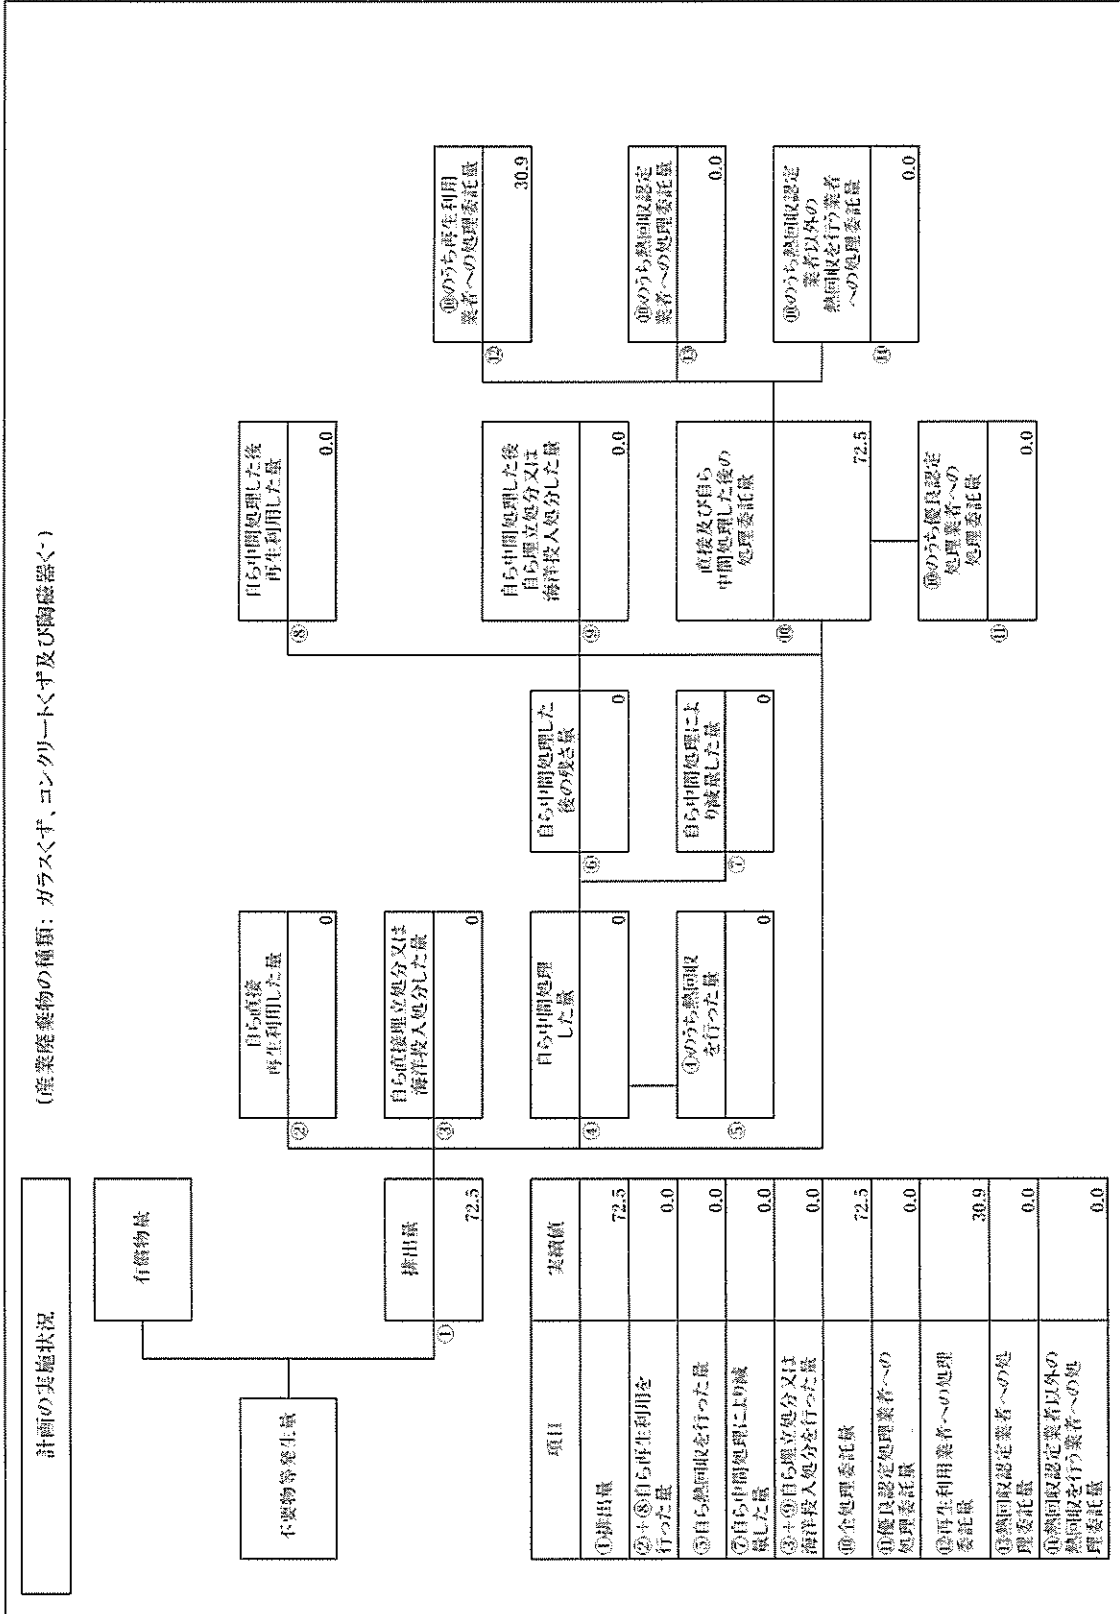 計画の実施状況
(産業廃棄物の種類: ガラスくず、コンクリートくず及び陶磁器くず)
不要物等発生量
有償物量
①
排出量
72.5
②
自ら直接
再生利用した量
0
③
自ら直接埋立処分又は
海洋投入処分した量
0
④
自ら中間処理
した量
0
⑤
④のうち熱回収
を行った量
0
⑥
自ら中間処理した
後の残さ量
0
⑦
自ら中間処理によ
り減量した量
0
⑧
自ら中間処理した後
再生利用した量
0.0
⑨
自ら中間処理した後
自ら埋立処分又は
海洋投入処分した量
0.0
⑩
直接及び自ら
中間処理した後の
処理委託量
72.5
⑪
⑩のうち優良認定
処理業者への
処理委託量
0.0
⑫
⑩のうち再生利用
業者への処理委託量
30.9
⑬
⑩のうち熱回収認定
業者への処理委託量
0.0
⑭
⑩のうち熱回収認定
業者以外の
熱回収を行う業者
への処理委託量
0.0
項目 実績値
①排出量 72.5
②+⑧自ら再生利用を
行った量 0.0
⑤自ら熱回収を行った量 0.0
⑦自ら中間処理により減
量した量 0.0
③+⑨自ら埋立処分又は
海洋投入処分を行った量 0.0
⑩全処理委託量 72.5
⑪優良認定処理業者への
処理委託量 0.0
⑫再生利用業者への処理
委託量 30.9
⑬熱回収認定業者への処
理委託量 0.0
⑭熱回収認定業者以外の
熱回収を行う業者への処
理委託量 0.0